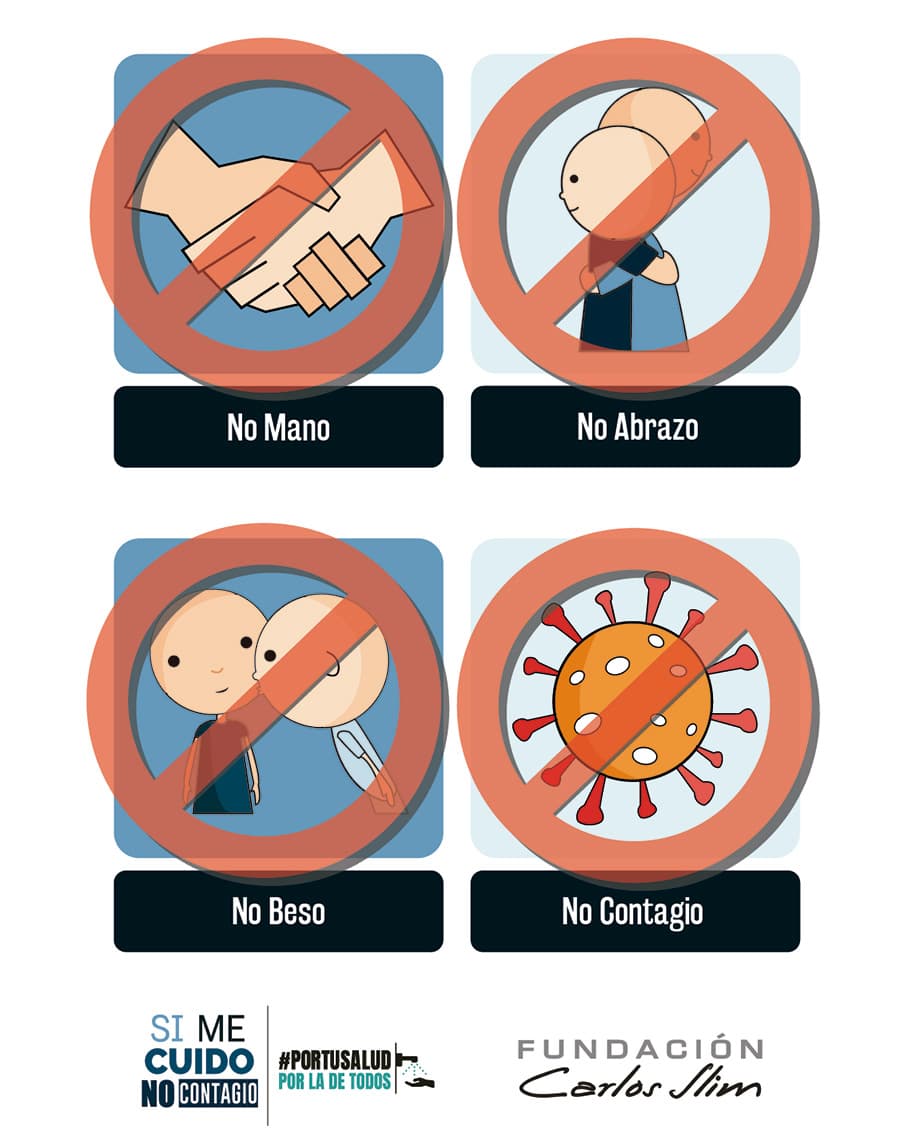 No Mano
No Abrazo
No Beso
No Contagio
SI ME
CUIDO
NO CONTAGIO
#PORTUSALUD
POR LA DE TODOS
FUNDACIÓN
Carlos Slim